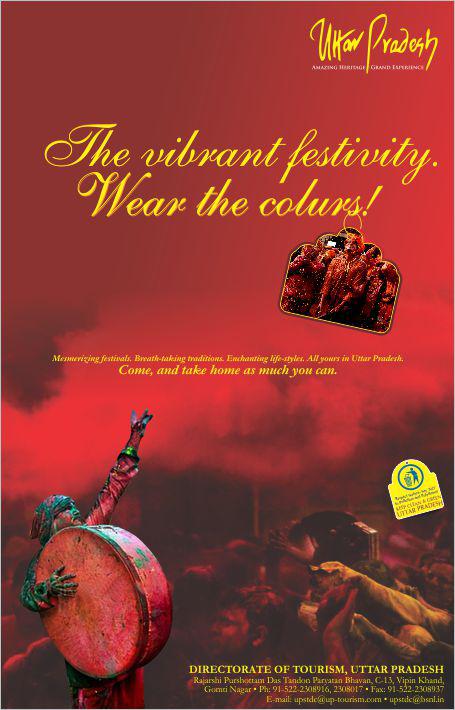 Uttar Pradesh
AMAZING HERITAGE GRAND EXPERIENCE
The vibrant festivity.
Wear the colurs!
Mesmerizing festivals. Breath-taking traditions. Enchanting life-styles. All yours in Uttar Pradesh.
Come, and take home as much you can.
KEEP CLEAN & GREEN
UTTAR PRADESH
DIRECTORATE OF TOURISM, UTTAR PRADESH
Rajarshi Purshottam Das Tandon Paryatan Bhavan, C-13, Vipin Khand,
Gomti Nagar • Ph: 91-522-2308916, 2308017 • Fax: 91-522-2308937
E-mail: upstdc@up-tourism.com • upstdc@bsnl.in